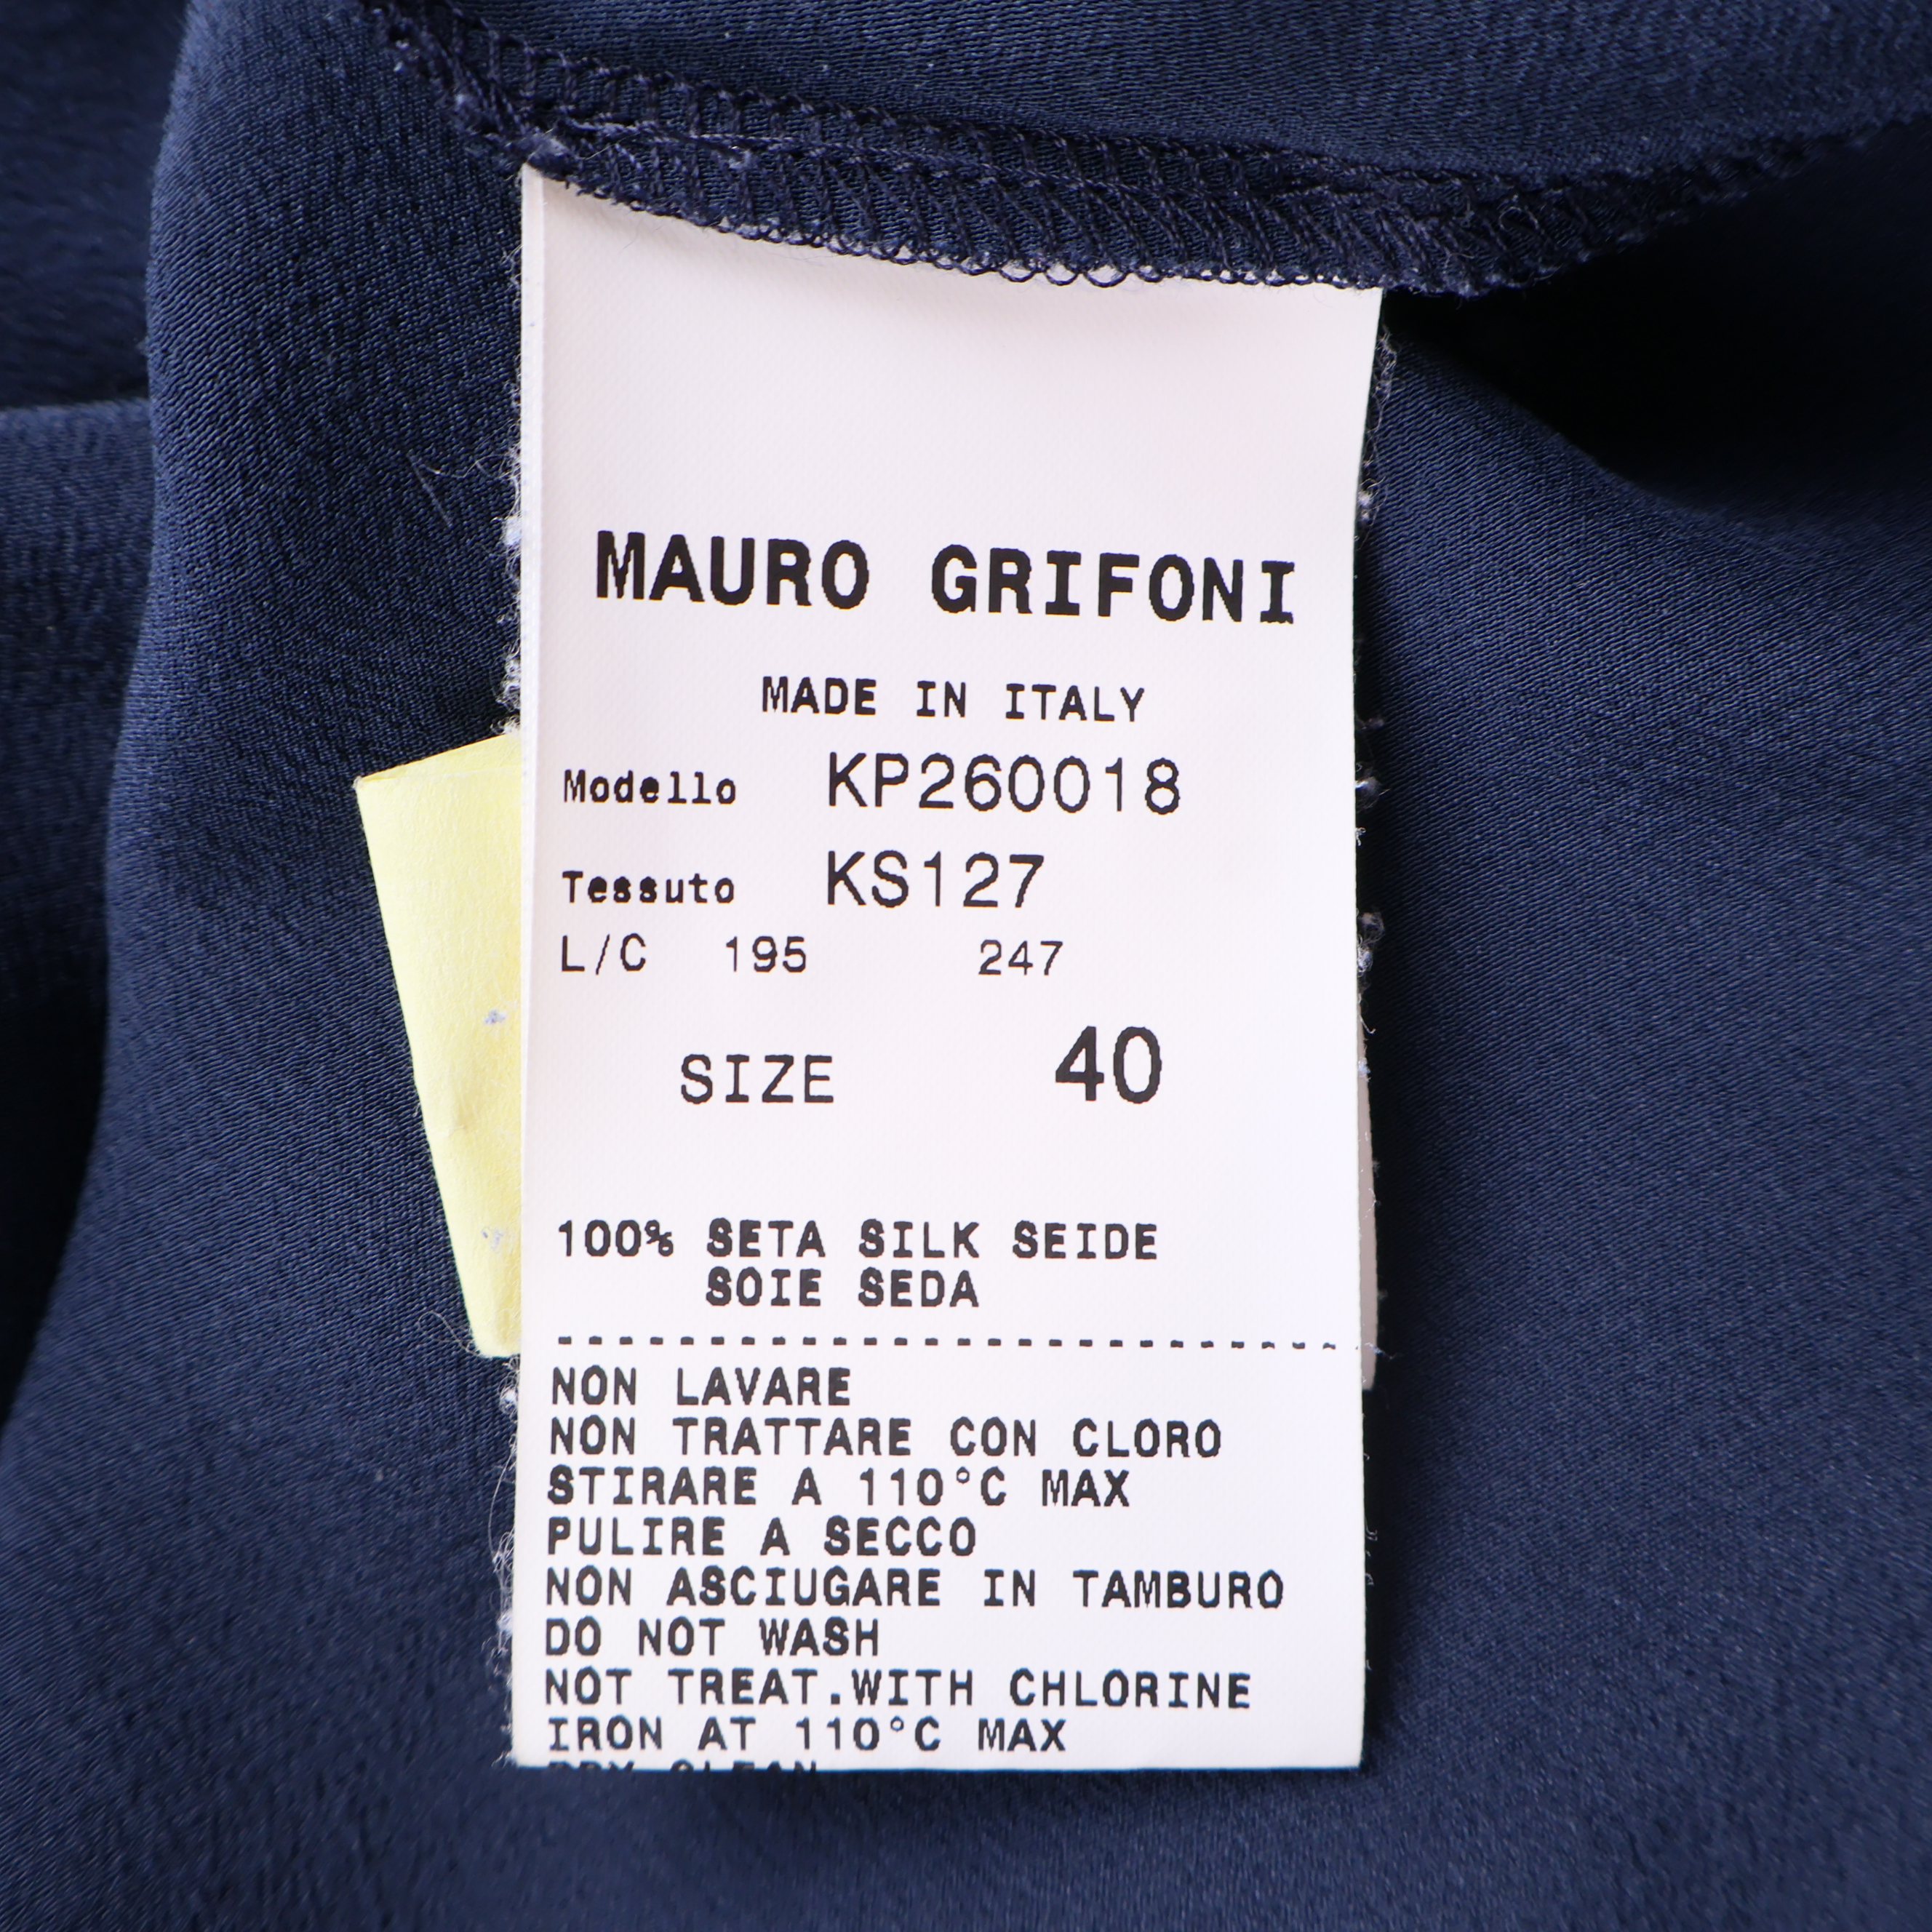 MAURO GRIFONI
MADE IN ITALY
Modello KP260018
Tessuto KS127
L/C 195 247
SIZE 40
100% SETA SILK SEIDE
SOIE SEDA
NON LAVARE
NON TRATTARE CON CLORO
STIRARE A 110°C MAX
PULIRE A SECCO
NON ASCIUGARE IN TAMBURO
DO NOT WASH
NOT TREAT.WITH CHLORINE
IRON AT 110°C MAX
DRY CLEAN